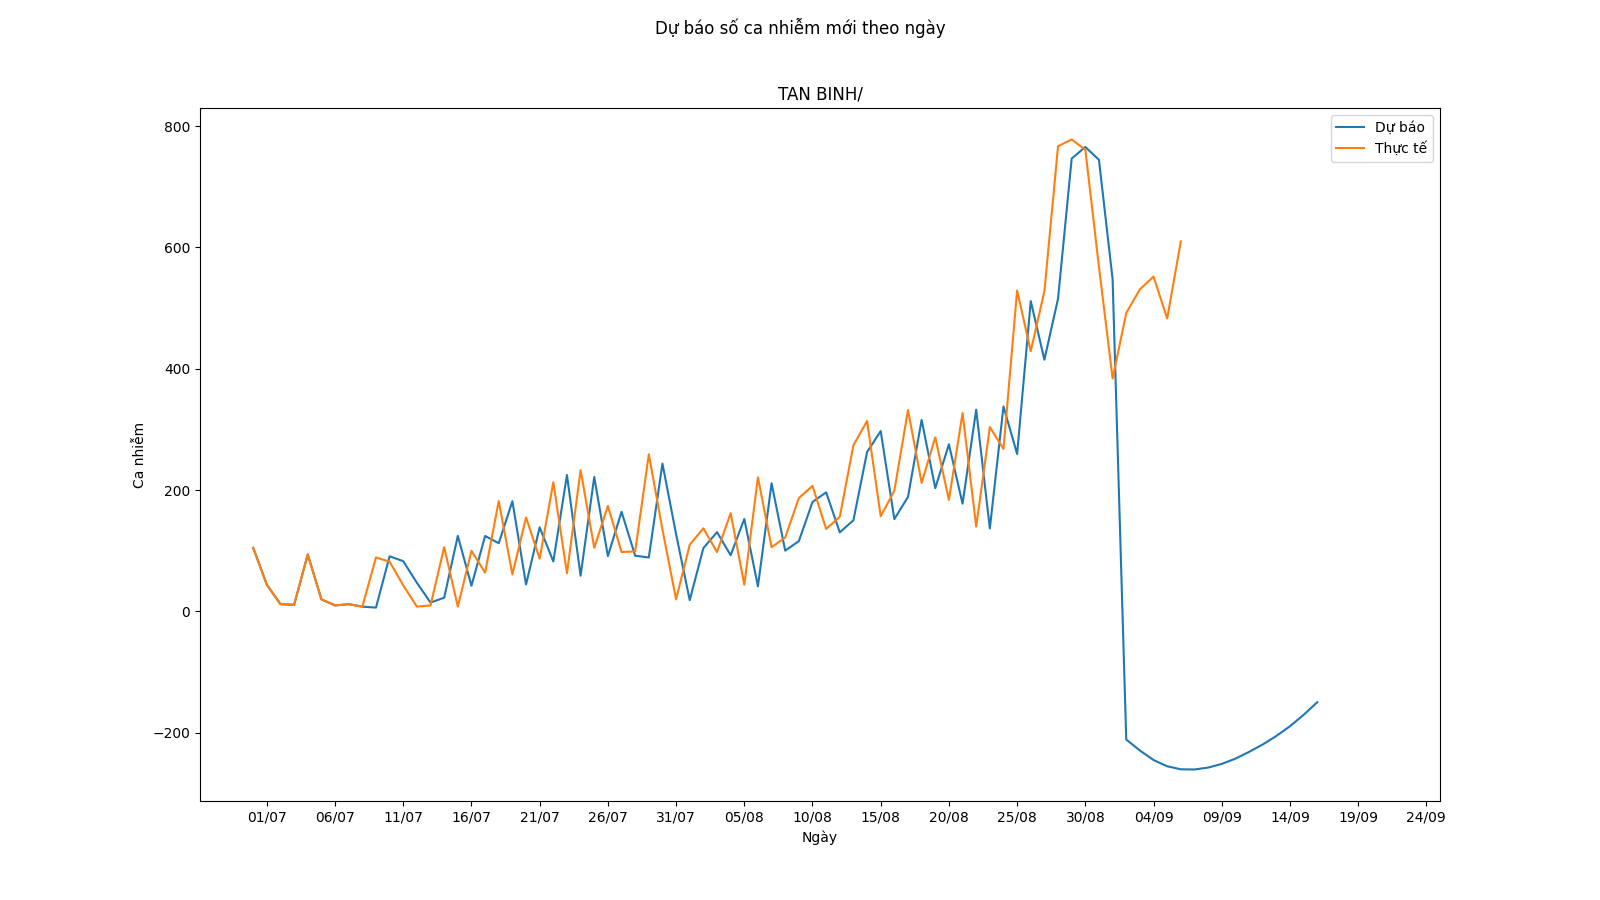 Dự báo số ca nhiễm mới theo ngày
TAN BINH/
Dự báo
Thực tế
800
600
400
200
0
−200
Ca nhiễm
01/07 06/07 11/07 16/07 21/07 26/07 31/07 05/08 10/08 15/08 20/08 25/08 30/08 04/09 09/09 14/09 19/09 24/09
Ngày